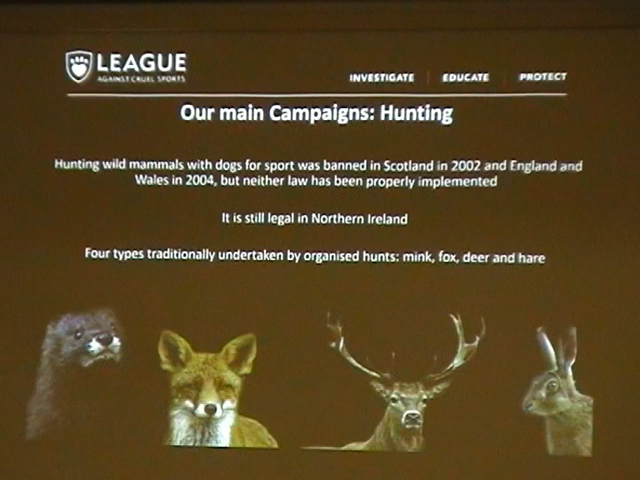 LEAGUE
AGAINST CRUEL SPORTS
INVESTIGATE EDUCATE PROTECT
Our main Campaigns: Hunting
Hunting wild mammals with dogs for sport was banned in Scotland in 2002 and England and
Wales in 2004, but neither law has been properly implemented
It is still legal in Northern Ireland
Four types traditionally undertaken by organised hunts: mink, fox, deer and hare